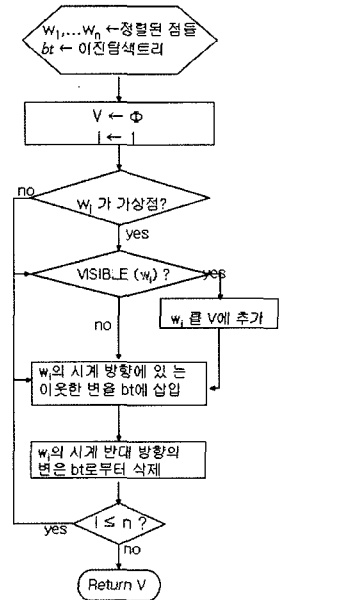 w1,...wn ←정렬된 점들
bt ← 이진탐색트리
V ← Φ
i ← 1
no
wi 가 가상점?
yes
VISIBLE (wi) ?
yes
no
wi 를 V에 추가
wi의 시계 방향에 있 는
이웃한 변을 bt에 삽입
wi의 시계 반대 방향의
변은 bt로부터 삭제
i ≤ n ?
yes
no
Return V